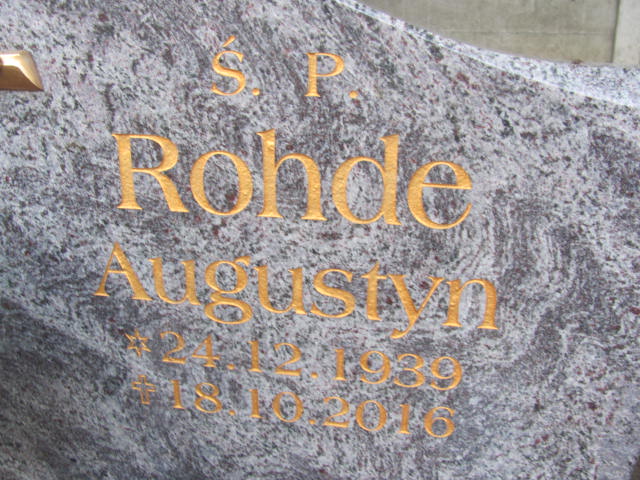 Ś. P.
Rohde
Augustyn
✡ 24.12.1939
✝ 18.10.2016